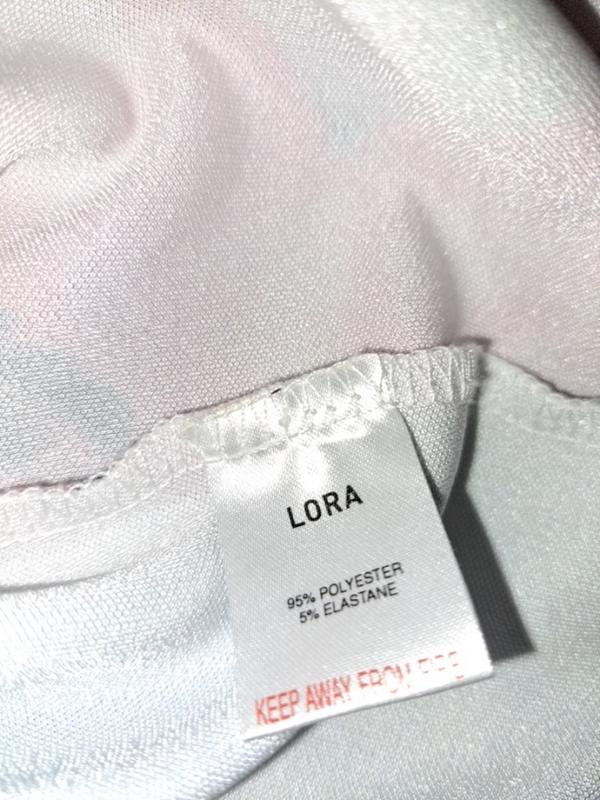 LORA
95% POLYESTER
5% ELASTANE
KEEP AWAY FROM FIRE